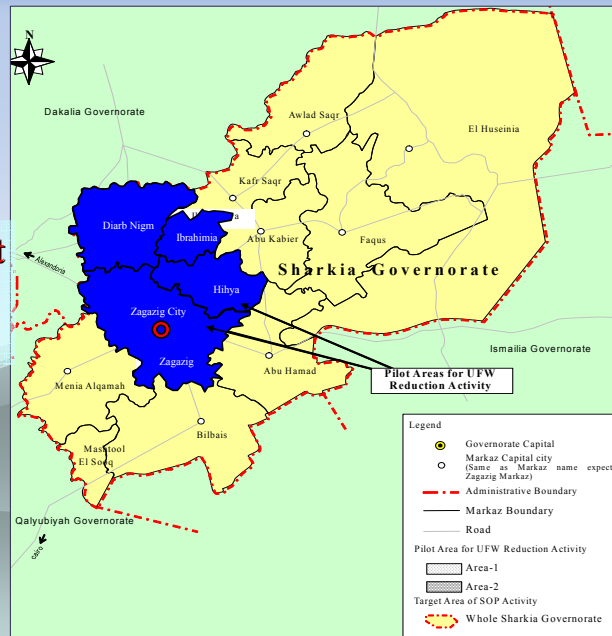 N
Dakalia Governorate
Awlad Saqr
El Huseinia
Kafr Saqr
Diarb Nigm
Ibrahimia
Abu Kabier
Faqus
Alexandria
Sharkia Governorate
Hihya
Zagazig City
Ismailia Governorate
Zagazig
Abu Hamad
Menia Alqamah
Pilot Areas for UFW
Reduction Activity
Bilbais
Mashtool
El Sooq
Qalyubiyah Governorate
cairo
Legend
Governorate Capital
Markaz Capital city
(Same as Markaz name expect
Zagazig Markaz)
Administrative Boundary
Markaz Boundary
Road
Pilot Area for UFW Reduction Activity
Area-1
Area-2
Target Area of SOP Activity
Whole Sharkia Governorate